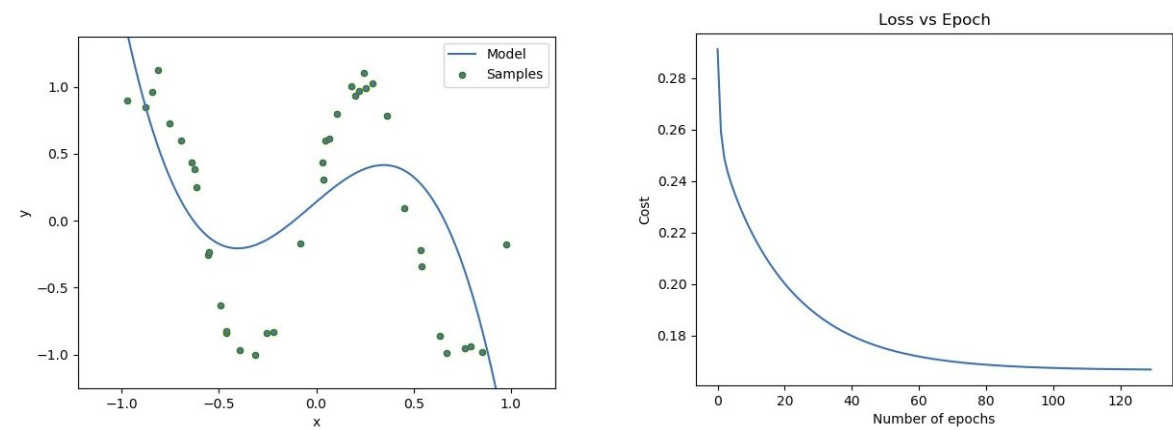 Model
Samples
1.0
0.5
0.0
−0.5
−1.0
y
−1.0 −0.5 0.0 0.5 1.0
x
Loss vs Epoch
0.28
0.26
0.24
0.22
0.20
0.18
Cost
0 20 40 60 80 100 120
Number of epochs